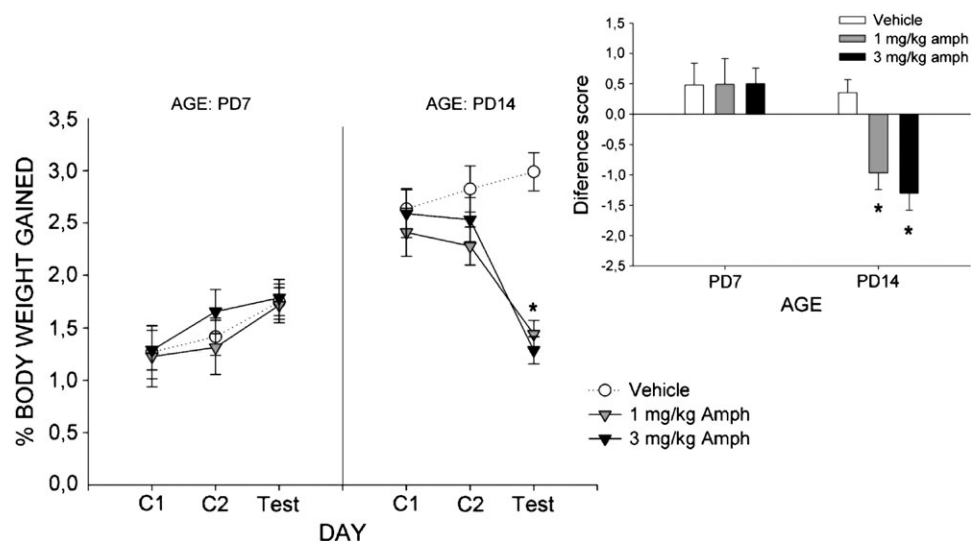 AGE: PD7
AGE: PD14
% BODY WEIGHT GAINED
3,5
3,0
2,5
2,0
1,5
1,0
0,5
0,0
*
C1 C2 Test C1 C2 Test
DAY
Vehicle
1 mg/kg Amph
3 mg/kg Amph
Vehicle
1 mg/kg amph
3 mg/kg amph
Diference score
1,5
1,0
0,5
0,0
-0,5
-1,0
-1,5
-2,0
-2,5
*
*
PD7 PD14
AGE